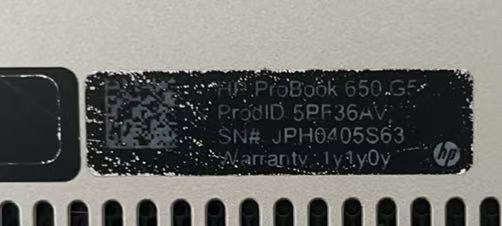 HP ProBook 650 G5
ProdID 5PF36AV
SN# JPH0405S63
Warranty 1y1y0y
hp